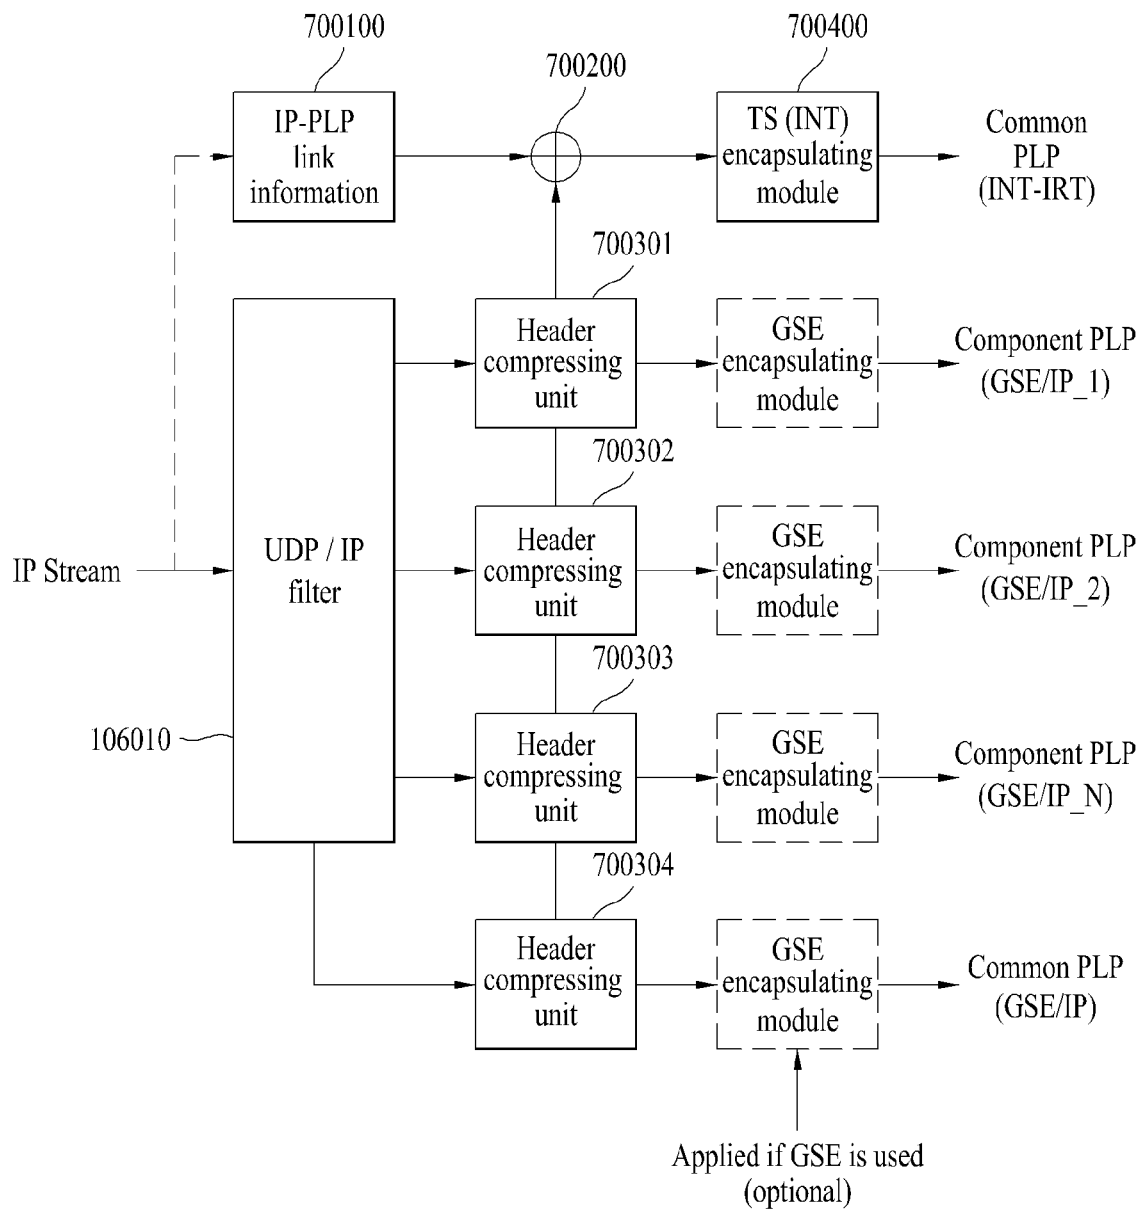 700100
700200
700400
IP-PLP
link
information
TS (INT)
encapsulating
module
Common
PLP
(INT-IRT)
700301
Header
compressing
unit
GSE
encapsulating
module
Component PLP
(GSE/IP_1)
700302
IP Stream
UDP / IP
filter
Header
compressing
unit
GSE
encapsulating
module
Component PLP
(GSE/IP_2)
700303
106010
Header
compressing
unit
GSE
encapsulating
module
Component PLP
(GSE/IP_N)
700304
Header
compressing
unit
GSE
encapsulating
module
Common PLP
(GSE/IP)
Applied if GSE is used
(optional)